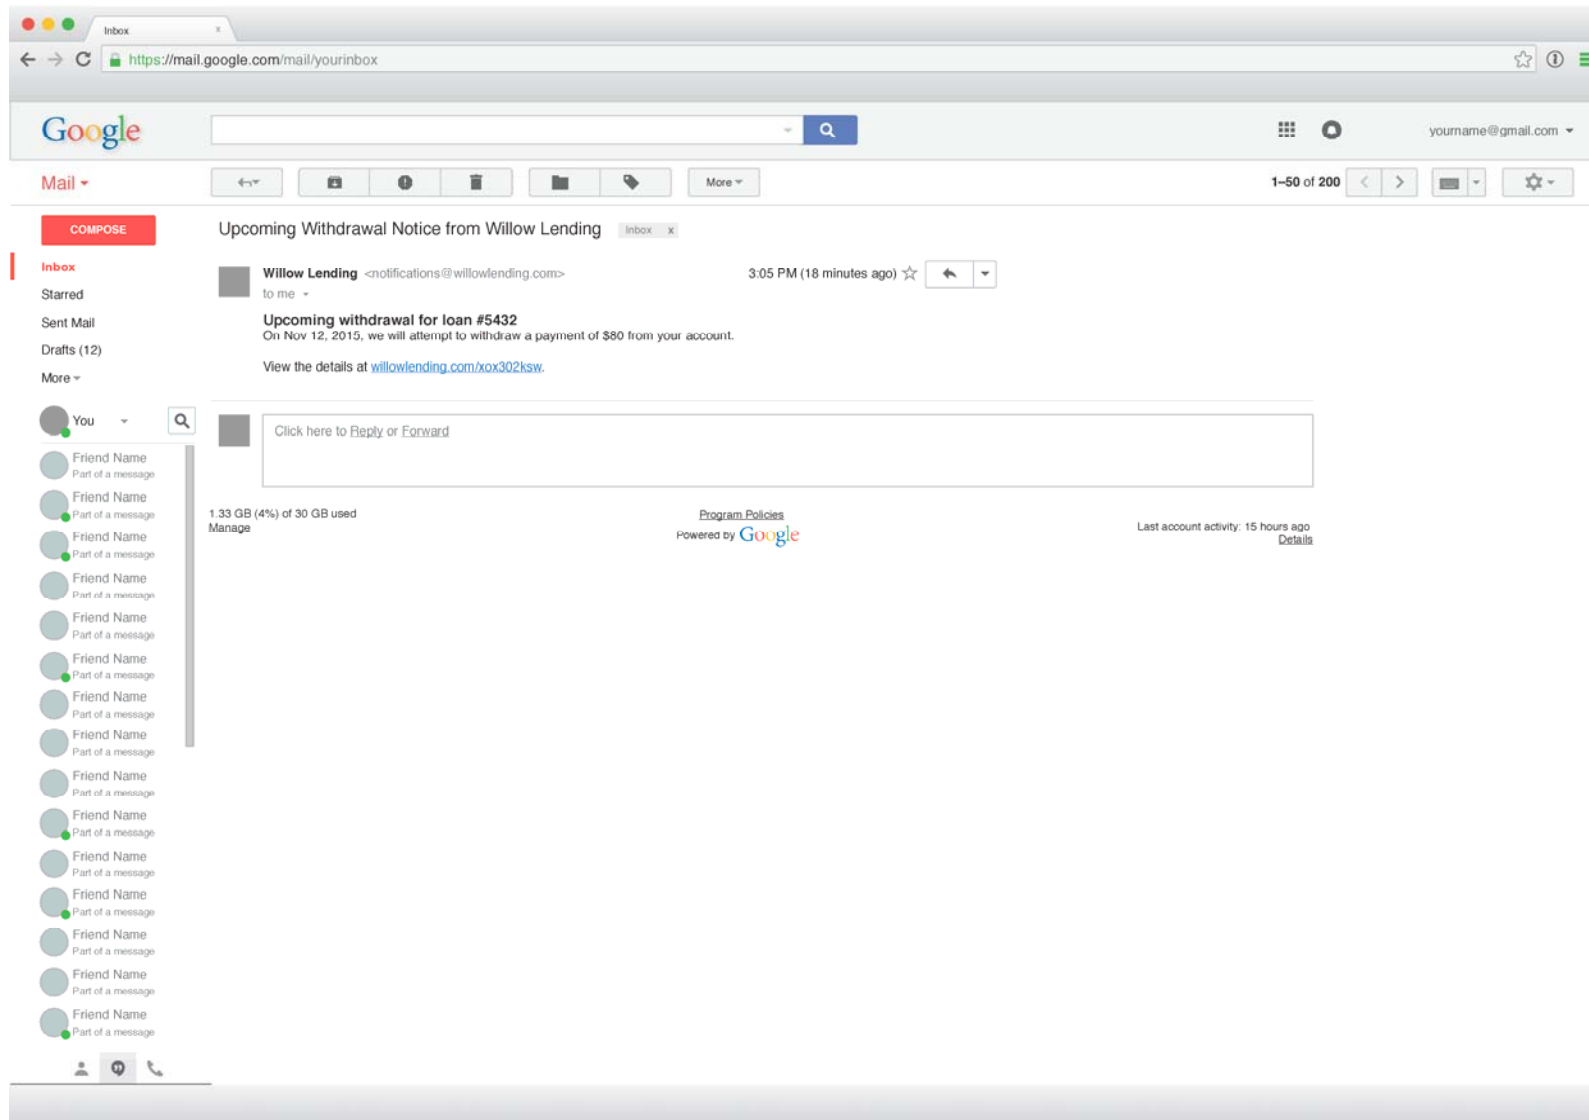 Inbox x
https://mail.google.com/mail/yourinbox
Google
yourname@gmail.com
Mail
More
1–50 of 200
COMPOSE
Upcoming Withdrawal Notice from Willow Lending Inbox x
Inbox
Starred
Sent Mail
Drafts (12)
More
Willow Lending <notifications@willowlending.com> 3:05 PM (18 minutes ago)
to me
Upcoming withdrawal for loan #5432
On Nov 12, 2015, we will attempt to withdraw a payment of $80 from your account.
View the details at willowlending.com/xox302ksw.
You
Click here to Reply or Forward
Friend Name
Part of a message
Friend Name
Part of a message
Friend Name
Part of a message
Friend Name
Part of a message
Friend Name
Part of a message
Friend Name
Part of a message
Friend Name
Part of a message
Friend Name
Part of a message
Friend Name
Part of a message
Friend Name
Part of a message
Friend Name
Part of a message
Friend Name
Part of a message
Friend Name
Part of a message
Friend Name
Part of a message
Friend Name
Part of a message
1.33 GB (4%) of 30 GB used
Manage
Program Policies
Powered by Google
Last account activity: 15 hours ago
Details